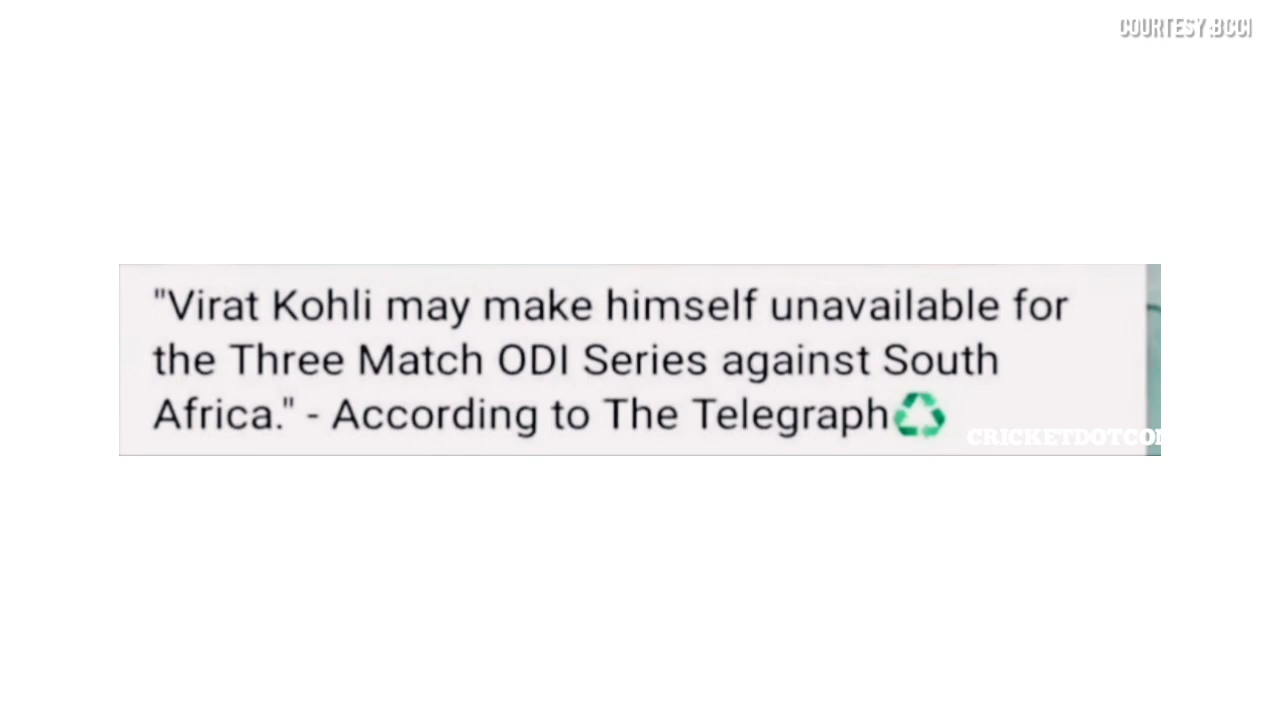 COURTESY:BCCI
"Virat Kohli may make himself unavailable for
the Three Match ODI Series against South
Africa." - According to The Telegraph♻️
CRICKETDOTCO